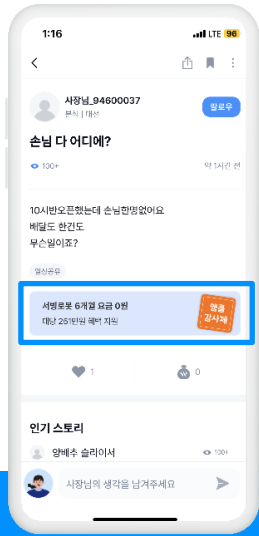 1:16
LTE 96
사장님_94600037
분식 | 대전
팔로우
손님 다 어디에?
100+
약 1시간 전
10시반오픈했는데 손님한명없어요
배달도 한건도
무슨일이죠?
일상공유
서빙로봇 6개월 요금 0원
대당 251만원 혜택 지원
앵콜
감사제
1
0
인기 스토리
양배추 슬라이서
100+
사장님의 생각을 남겨주세요